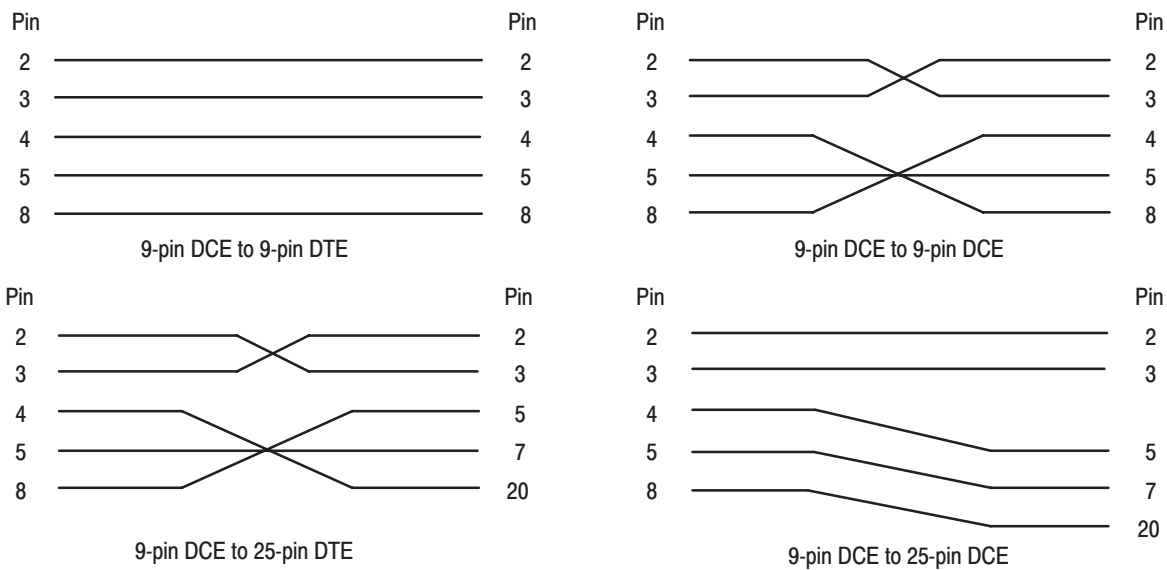 Pin Pin
2 2
3 3
4 4
5 5
8 8
9-pin DCE to 9-pin DTE
Pin Pin
2 2
3 3
4 4
5 5
8 8
9-pin DCE to 9-pin DCE
Pin Pin
2 2
3 3
4 5
5 7
8 20
9-pin DCE to 25-pin DTE
Pin Pin
2 2
3 3
4 5
5 7
8 20
9-pin DCE to 25-pin DCE